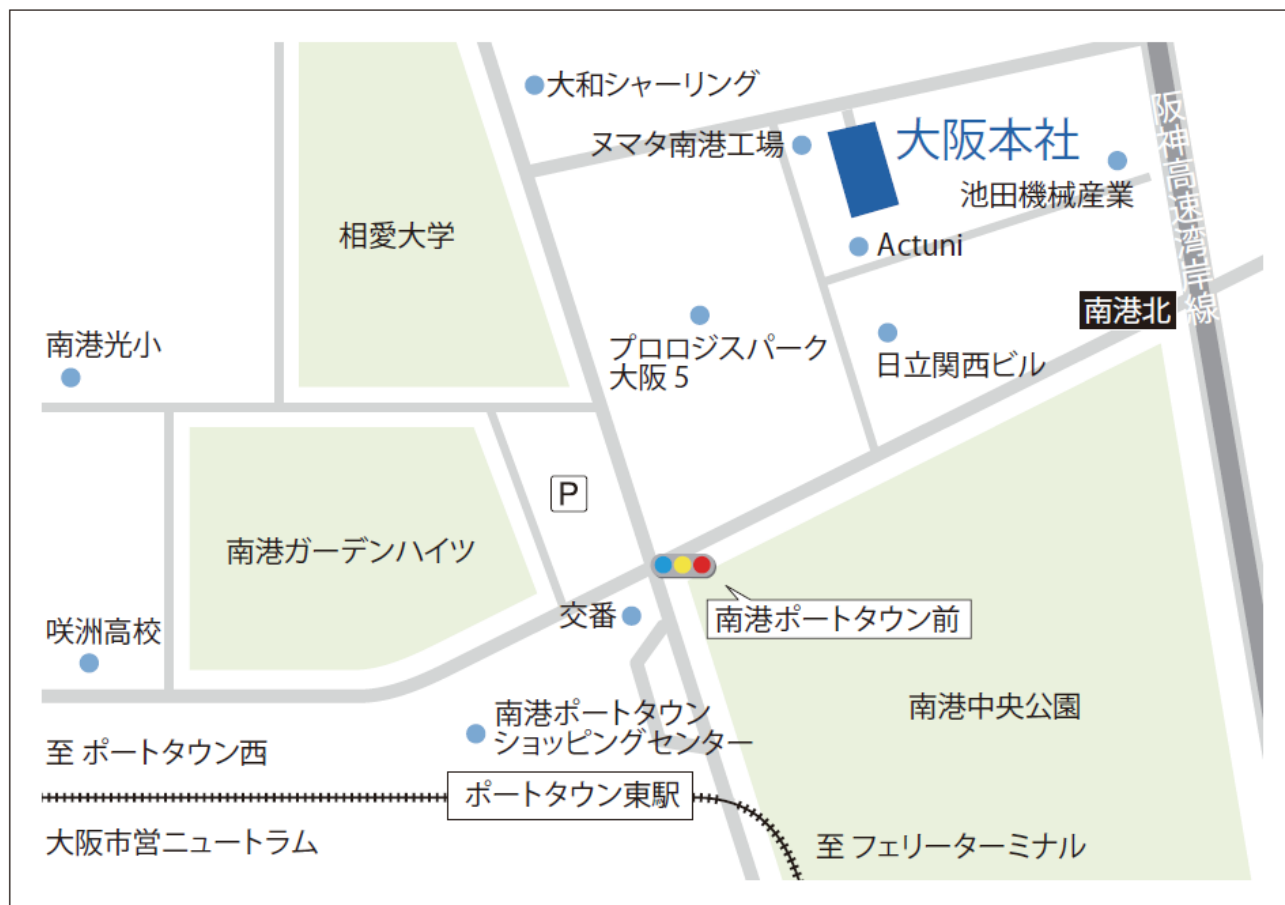 大和シャーリング
ヌマタ南港工場
大阪本社
池田機械産業
阪神高速湾岸線
相愛大学
Actuni
南港北
南港光小
プロロジスパーク
大阪 5
日立関西ビル
P
南港ガーデンハイツ
交番
南港ポートタウン前
咲洲高校
南港中央公園
南港ポートタウン
ショッピングセンター
至 ポートタウン西
ポートタウン東駅
大阪市営ニュートラム
至 フェリーターミナル